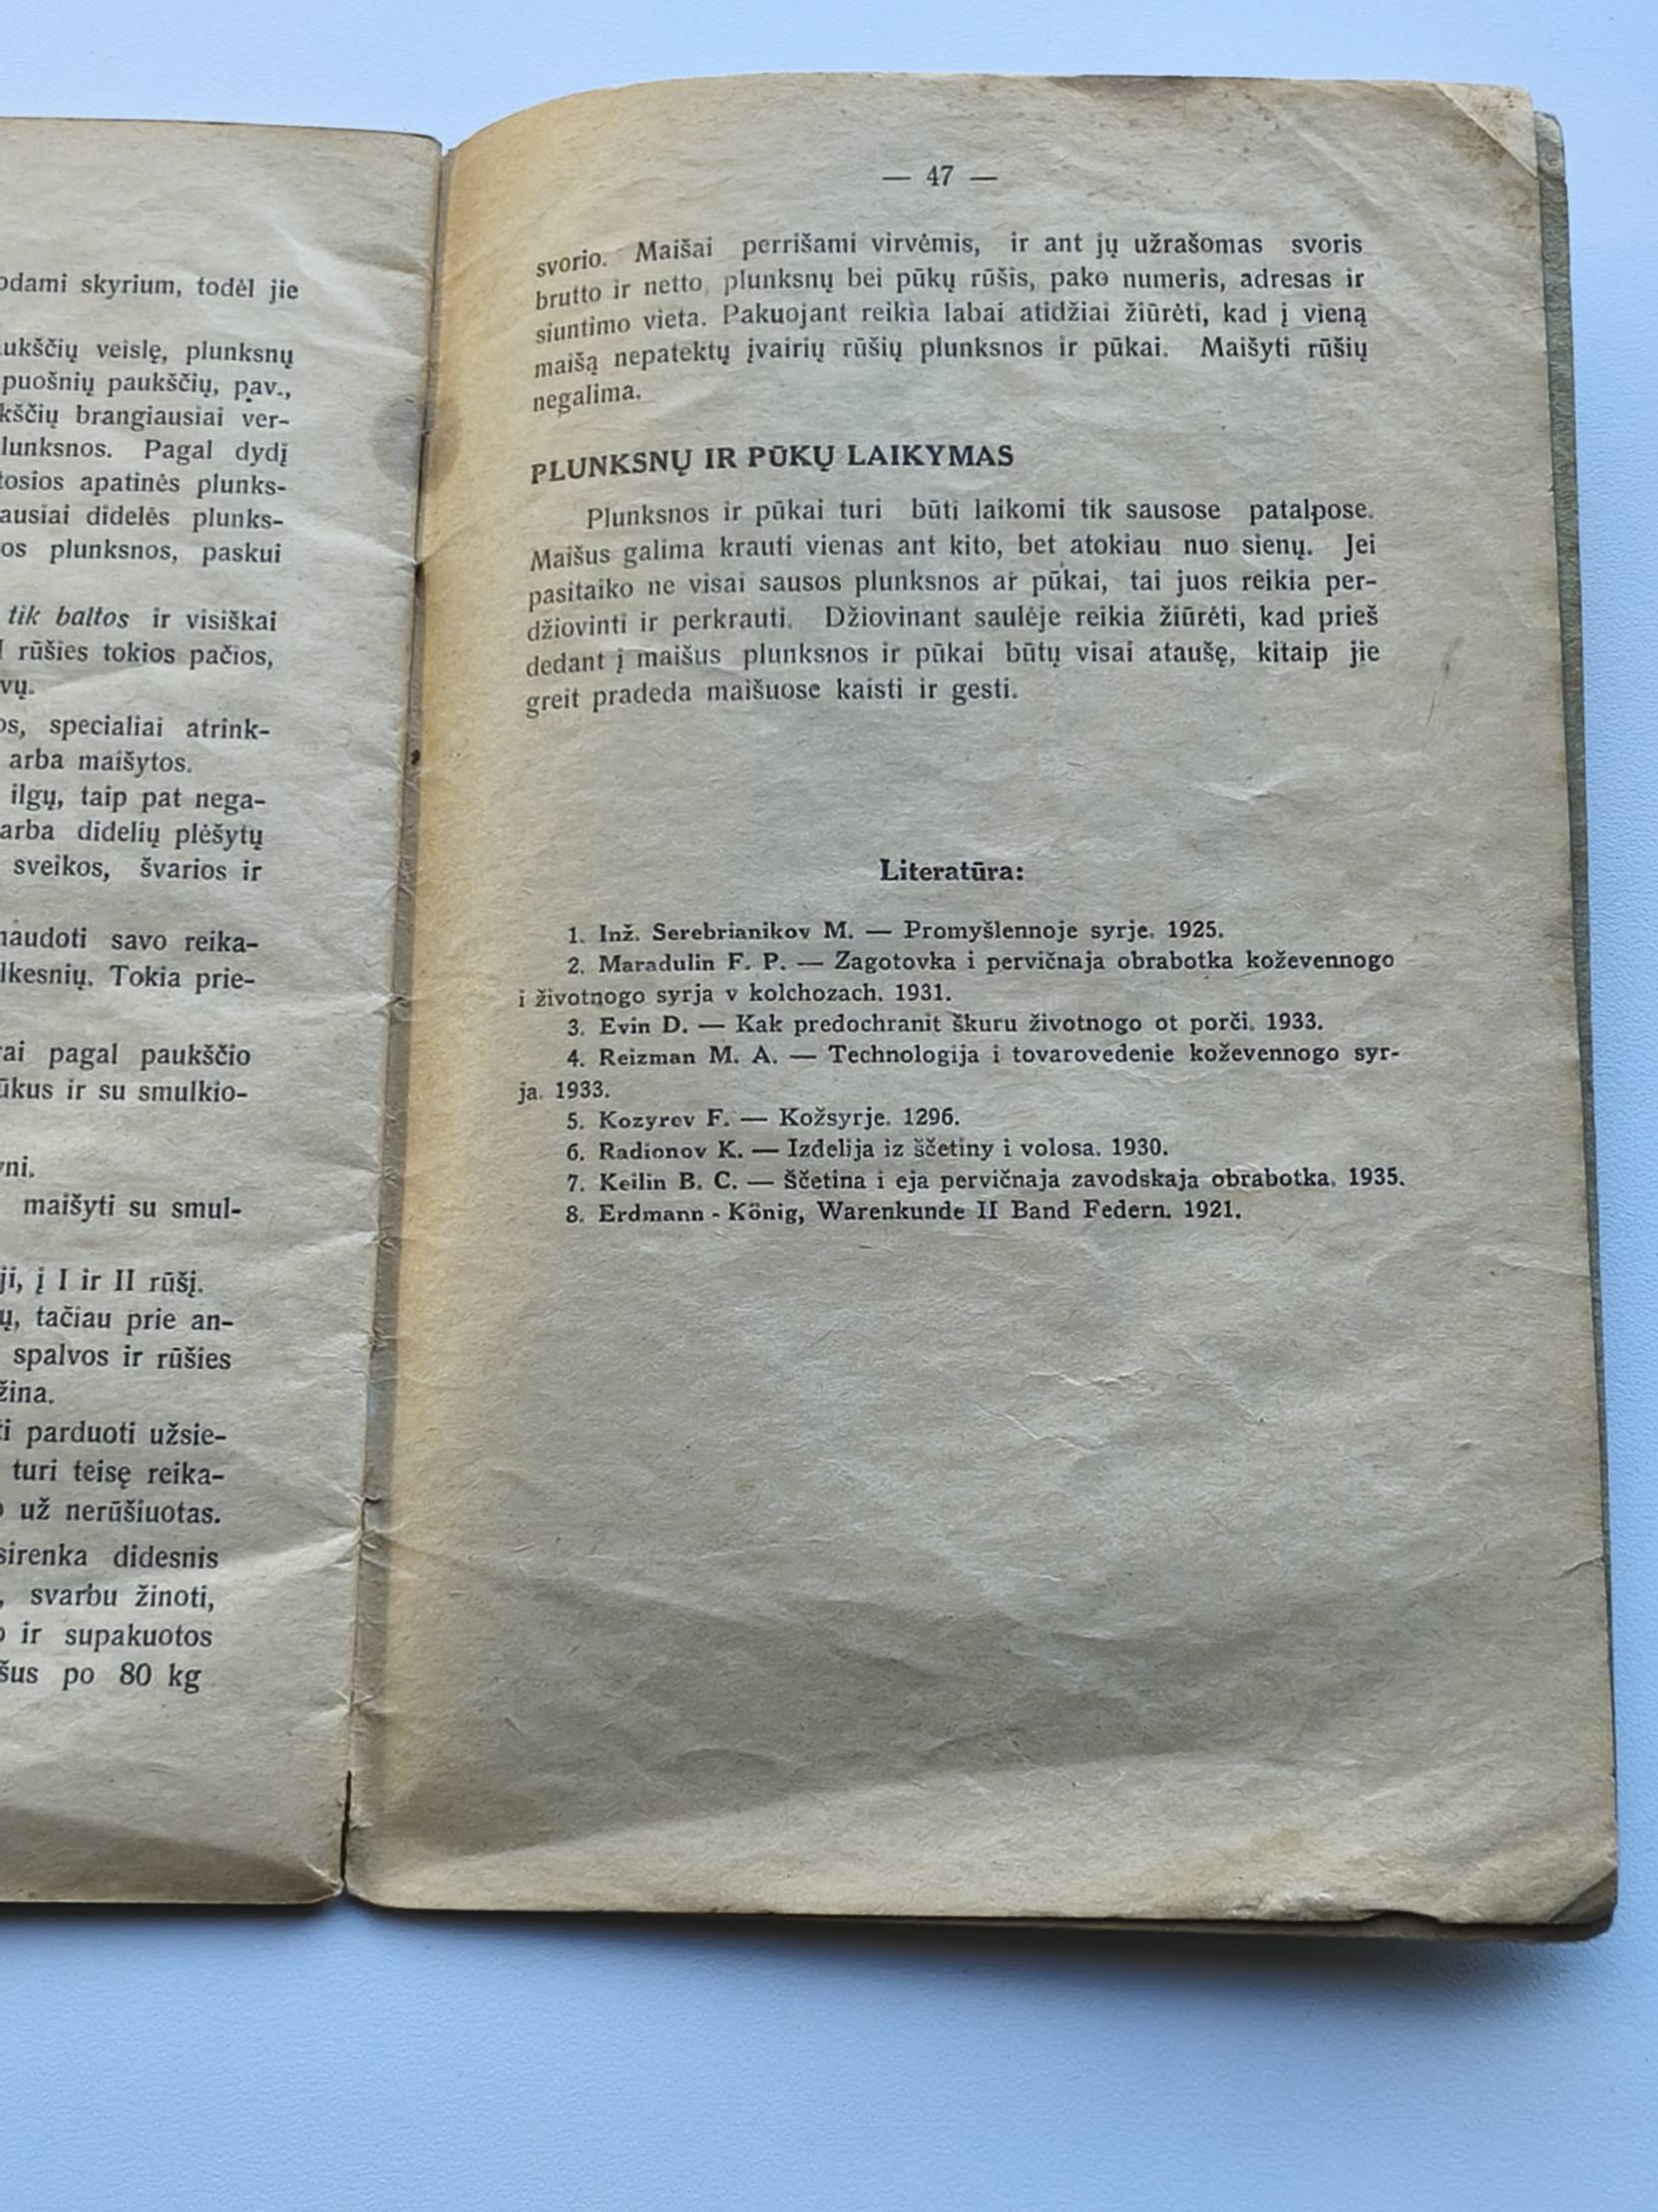 odami skyrium, todėl jie
ukščių veislę, plunksnų
puošnių paukščių, pav.,
kščių brangiausiai ver-
lunksnos. Pagal dydį
tosios apatinės plunks-
ausiai didelės plunks-
os plunksnos, paskui
tik baltos ir visiškai
I rūšies tokios pačios,
vų.
os, specialiai atrink-
arba maišytos.
ilgų, taip pat nega-
arba didelių plėšytų
sveikos, švarios ir
naudoti savo reika-
lkesnių. Tokia prie-
rai pagal paukščio
ūkus ir su smulkio-
yni.
maišyti su smul-
ji, į I ir II rūšį.
ų, tačiau prie an-
spalvos ir rūšies
žina.
ti parduoti užsie-
turi teisę reika-
o už nerūšiuotas.
sirenka didesnis
, svarbu žinoti,
o ir supakuotos
šus po 80 kg
— 47 —
svorio. Maišai perrišami virvėmis, ir ant jų užrašomas svoris
brutto ir netto, plunksnų bei pūkų rūšis, pako numeris, adresas ir
siuntimo vieta. Pakuojant reikia labai atidžiai žiūrėti, kad į vieną
maišą nepatektų įvairių rūšių plunksnos ir pūkai. Maišyti rūšių
negalima.
PLUNKSNŲ IR PŪKŲ LAIKYMAS
Plunksnos ir pūkai turi būti laikomi tik sausose patalpose.
Maišus galima krauti vienas ant kito, bet atokiau nuo sienų. Jei
pasitaiko ne visai sausos plunksnos ar pūkai, tai juos reikia per-
džiovinti ir perkrauti. Džiovinant saulėje reikia žiūrėti, kad prieš
dedant į maišus plunksnos ir pūkai būtų visai ataušę, kitaip jie
greit pradeda maišuose kaisti ir gesti.
Literatūra:
1. Inž. Serebrianikov M. — Promyšlennoje syrje. 1925.
2. Maradulin F. P. — Zagotovka i pervičnaja obrabotka koževennogo
i životnogo syrja v kolchozach. 1931.
3. Evin D. — Kak predochranit škuru životnogo ot porči. 1933.
4. Reizman M. A. — Technologija i tovarovedenie koževennogo syr-
ja. 1933.
5. Kozyrev F. — Kožsyrje. 1296.
6. Radionov K. — Izdelija iz ščetiny i volosa. 1930.
7. Keilin B. C. — Ščetina i eja pervičnaja zavodskaja obrabotka. 1935.
8. Erdmann - König, Warenkunde II Band Federn. 1921.